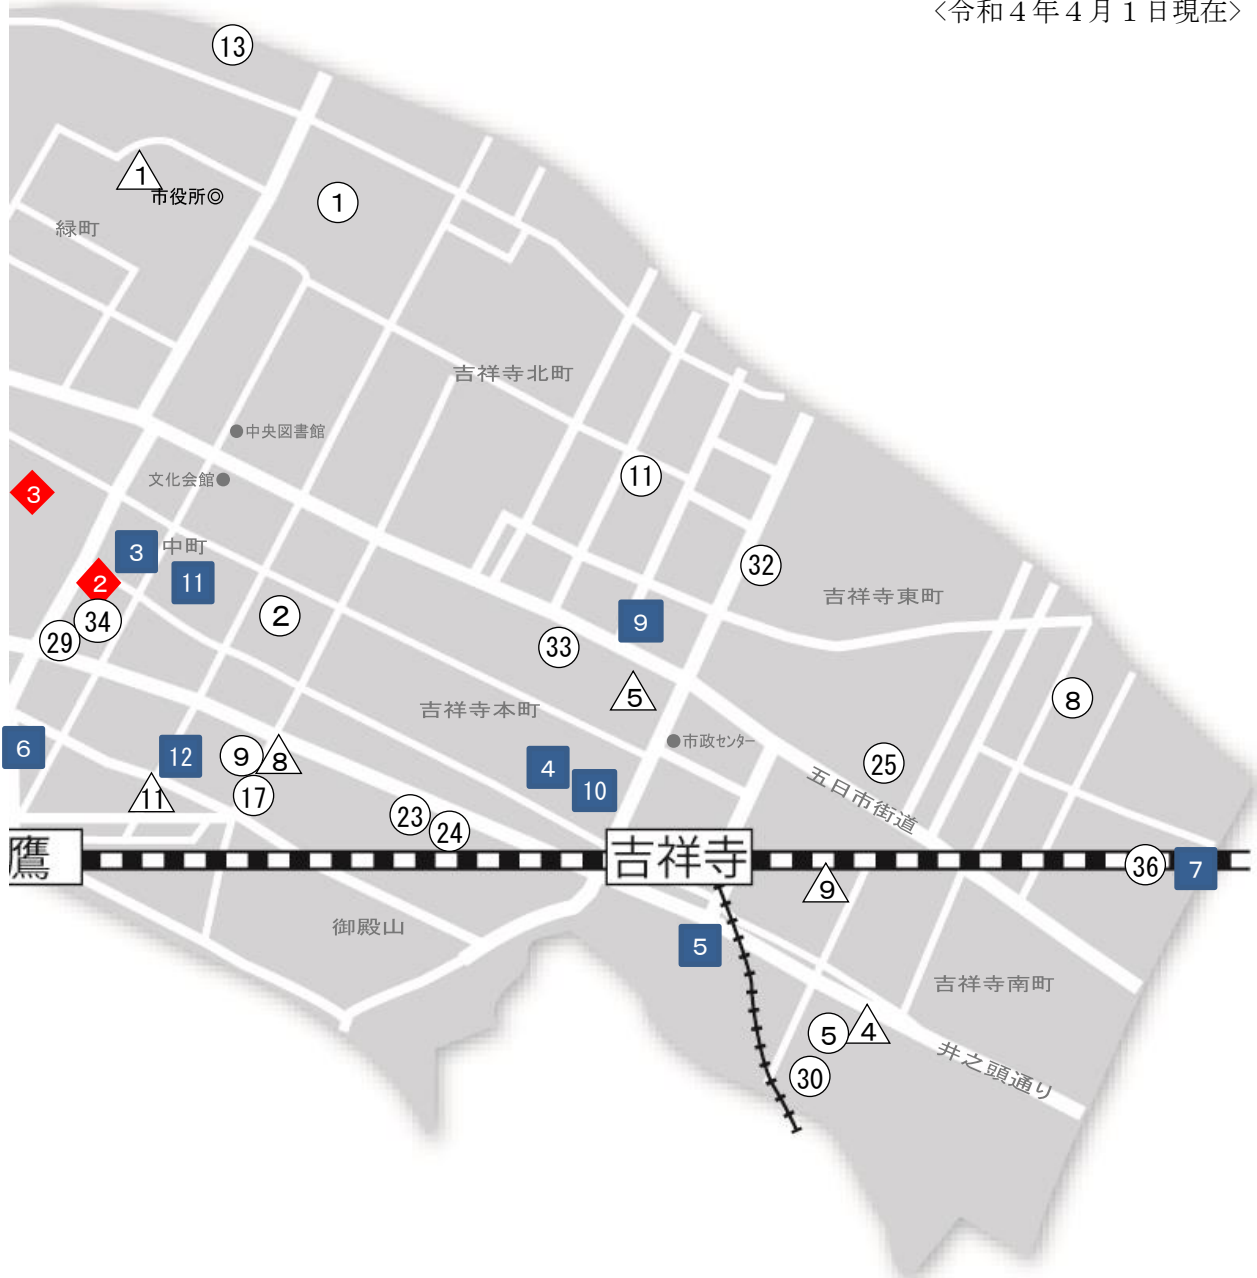 <令和４年４月１日現在>
13
1
市役所◎
1
緑町
吉祥寺北町
●中央図書館
文化会館●
11
3
3
中町
32
2
11
吉祥寺東町
34
2
9
29
33
5
8
吉祥寺本町
6
12
9
8
●市政センター
4
25
11
17
10
五日市街道
23
24
鷹
吉祥寺
36
7
9
御殿山
5
吉祥寺南町
5
4
井之頭通り
30